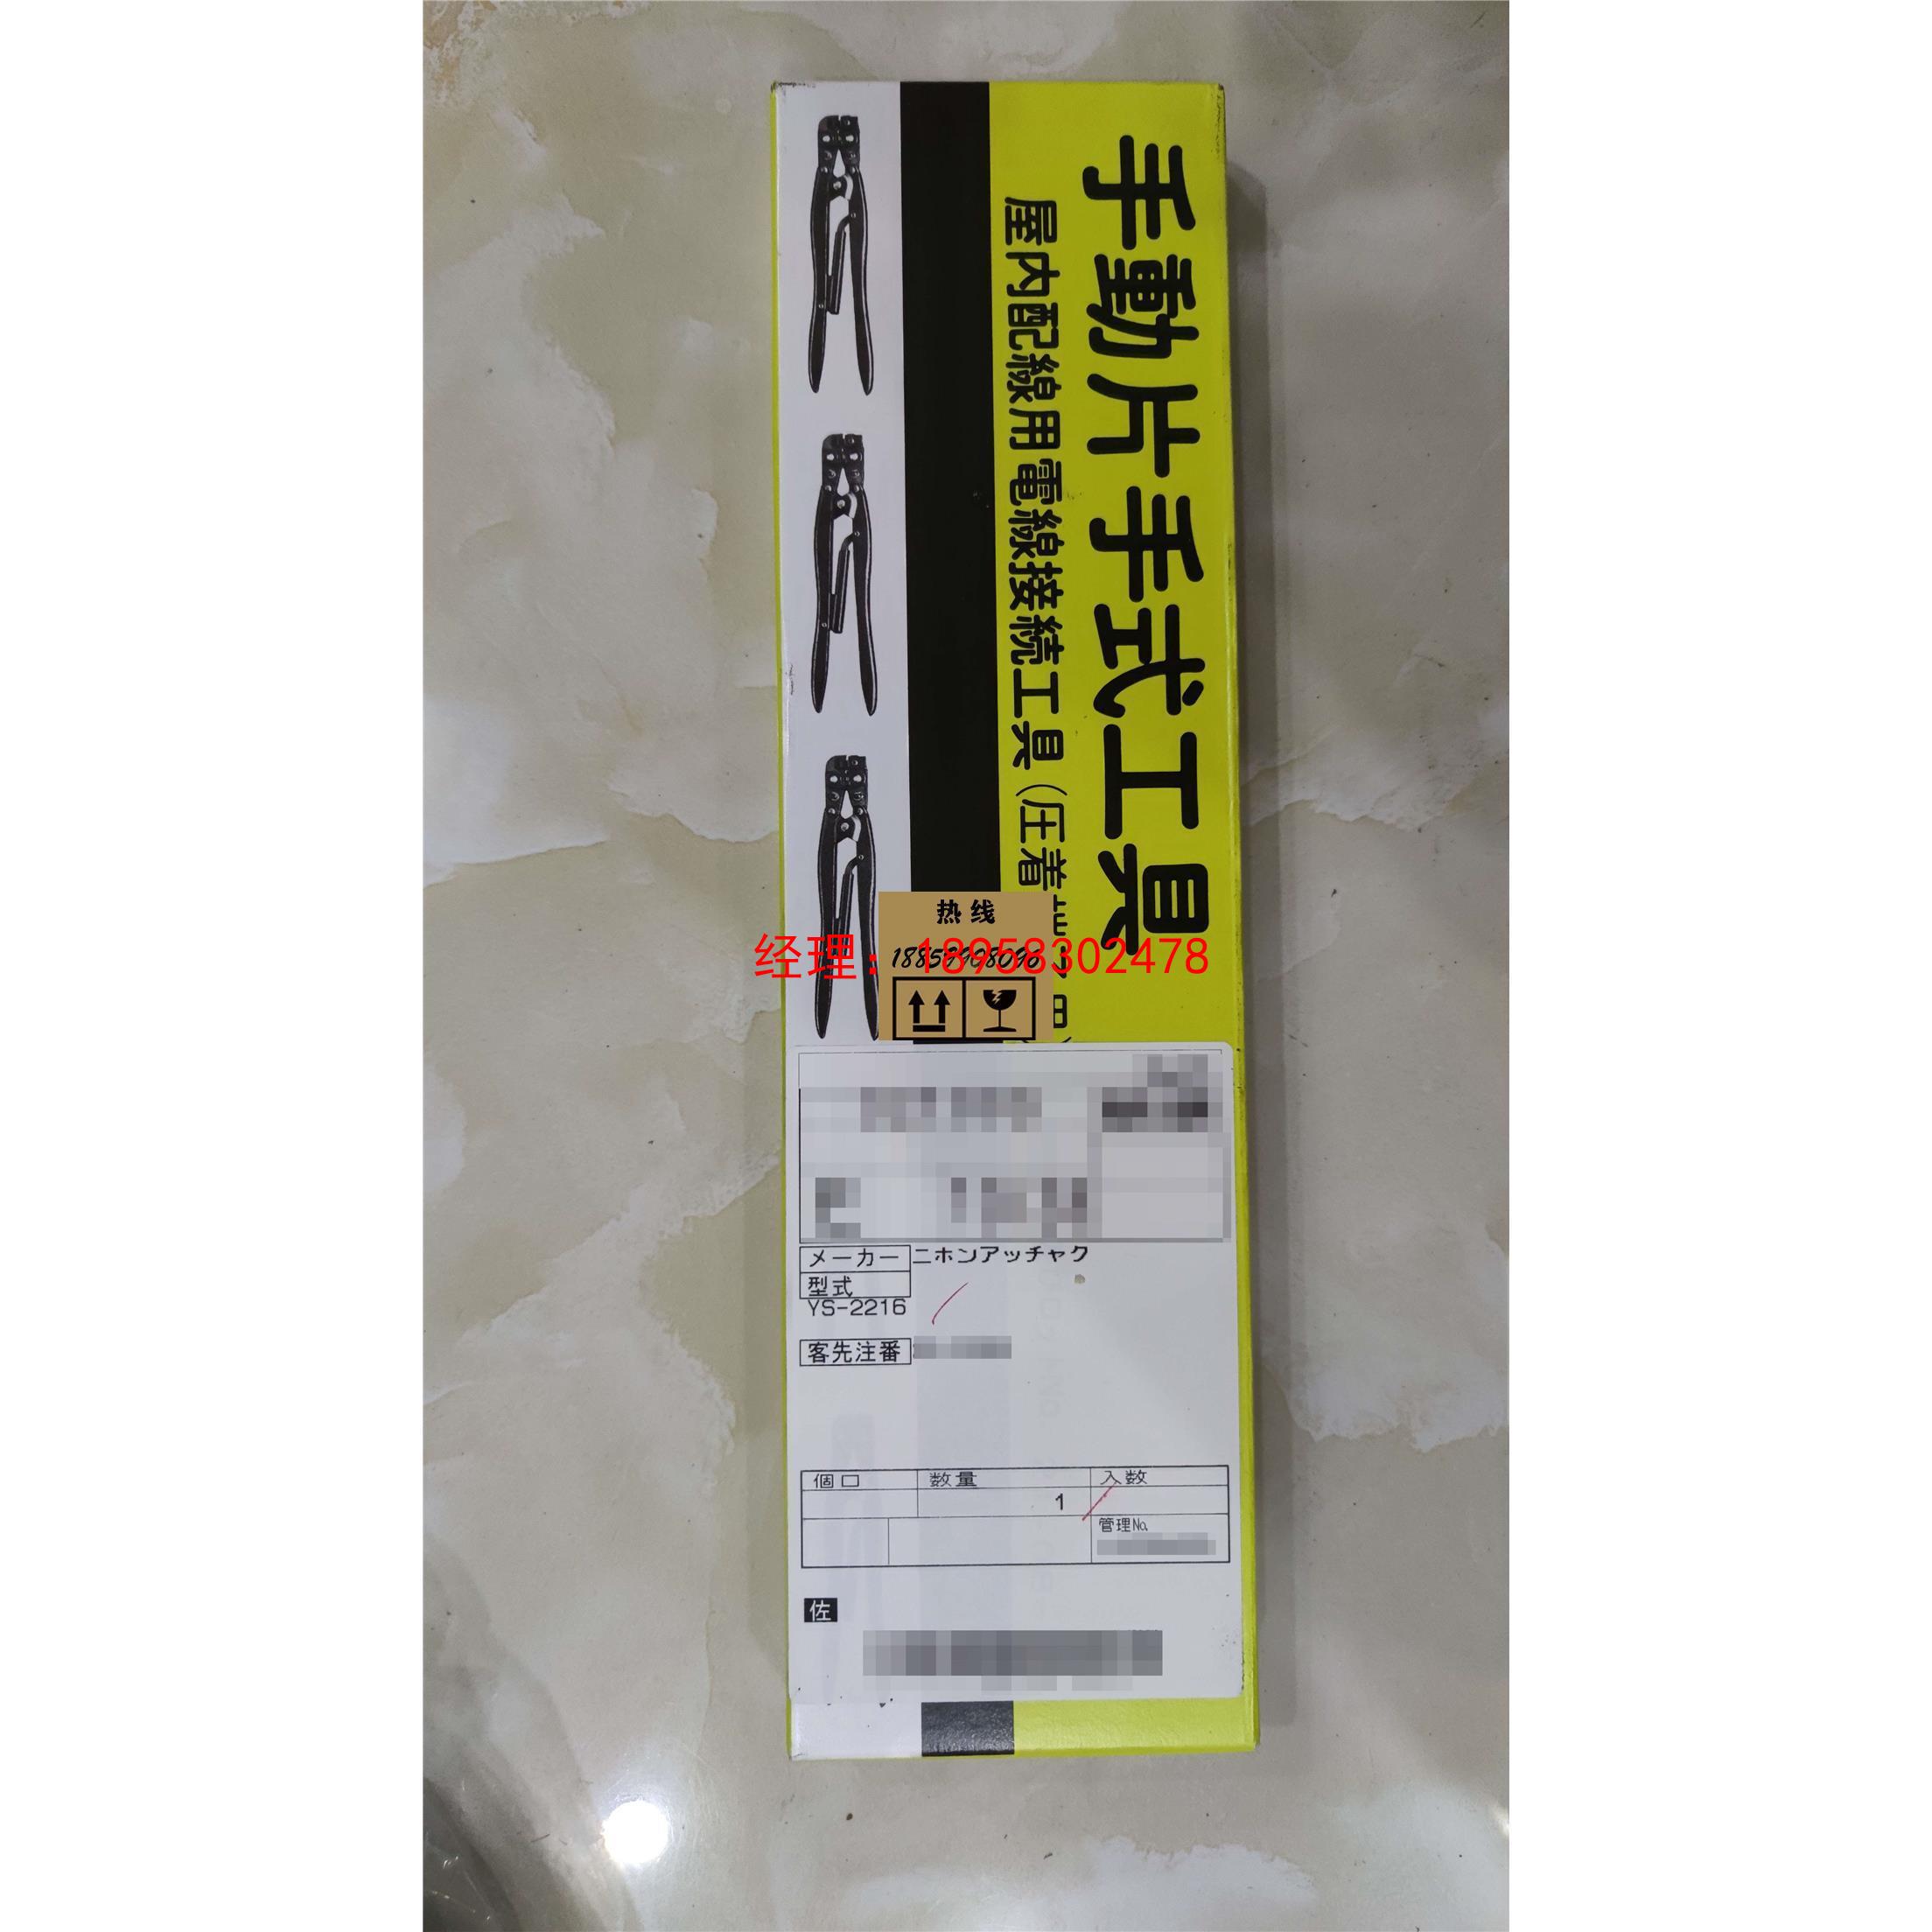 手動片手式工具
屋内配線用電線接続工具(圧着端子用)
热线
经理：18958302478
メーカー ニホンアッチャク
型式
YS-2216
客先注番
個口 数量 入数
1
管理No.
佐